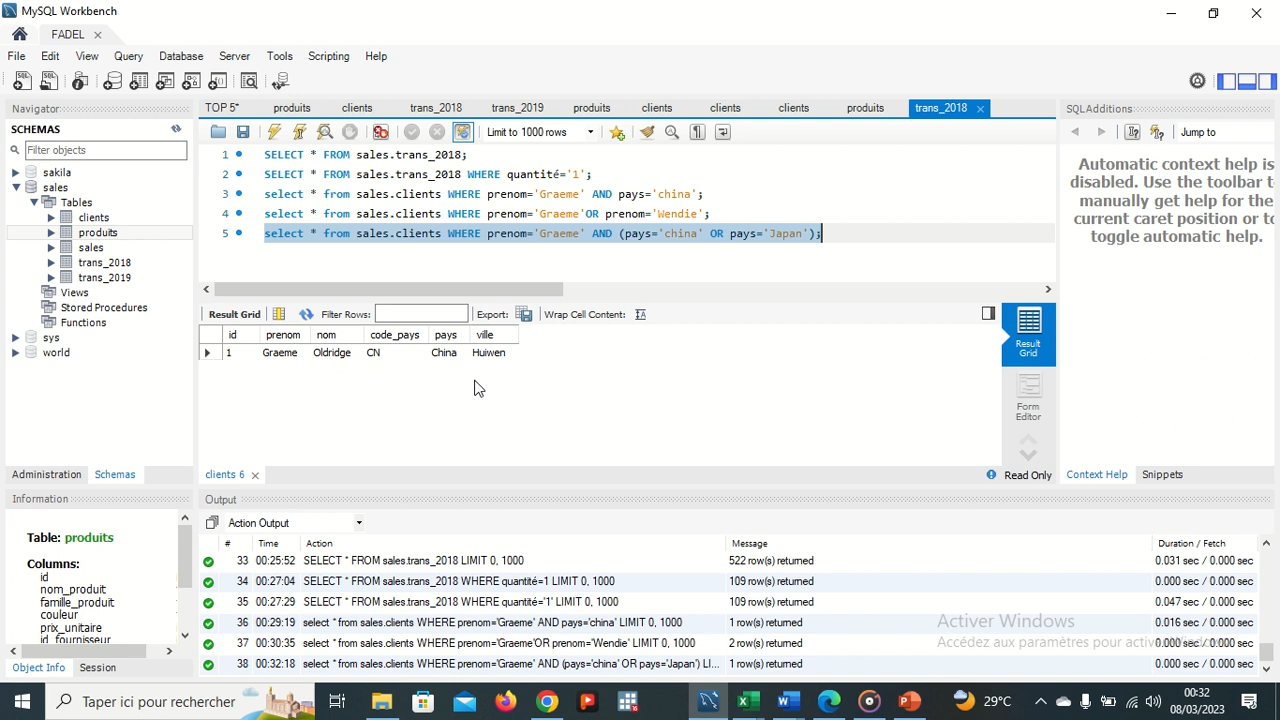 MySQL Workbench
FADEL
File Edit View Query Database Server Tools Scripting Help
Navigator
SCHEMAS
Filter objects
sakila
sales
Tables
clients
produits
sales
trans_2018
trans_2019
Views
Stored Procedures
Functions
sys
world
Administration Schemas
Information
Table: produits
Columns:
id
nom_produit
famille_produit
couleur
prix_unitaire
id_fournisseur
Object Info Session
TOP 5* produits clients trans_2018 trans_2019 produits clients clients clients produits trans_2018
Limit to 1000 rows
1 SELECT * FROM sales.trans_2018;
2 SELECT * FROM sales.trans_2018 WHERE quantité='1';
3 select * from sales.clients WHERE prenom='Graeme' AND pays='china';
4 select * from sales.clients WHERE prenom='Graeme'OR prenom='Wendie';
5 select * from sales.clients WHERE prenom='Graeme' AND (pays='china' OR pays='Japan');
Result Grid Filter Rows: Export: Wrap Cell Content:
id prenom nom code_pays pays ville
1 Graeme Oldridge CN China Huiwen
Result
Grid
Form
Editor
clients 6
Read Only
SQLAdditions
Jump to
Automatic context help is
disabled. Use the toolbar t
manually get help for the
current caret position or to
toggle automatic help.
Context Help Snippets
Output
Action Output
# Time Action Message Duration / Fetch
33 00:25:52 SELECT * FROM sales.trans_2018 LIMIT 0, 1000 522 row(s) returned 0.031 sec / 0.000 sec
34 00:27:04 SELECT * FROM sales.trans_2018 WHERE quantité=1 LIMIT 0, 1000 109 row(s) returned 0.000 sec / 0.000 sec
35 00:27:29 SELECT * FROM sales.trans_2018 WHERE quantité='1' LIMIT 0, 1000 109 row(s) returned 0.047 sec / 0.000 sec
36 00:29:19 select * from sales.clients WHERE prenom='Graeme' AND pays='china' LIMIT 0, 1000 1 row(s) returned 0.016 sec / 0.000 sec
37 00:30:35 select * from sales.clients WHERE prenom='Graeme'OR prenom='Wendie' LIMIT 0, 1000 2 row(s) returned 0.000 sec / 0.000 sec
38 00:32:18 select * from sales.clients WHERE prenom='Graeme' AND (pays='china' OR pays='Japan') LI... 1 row(s) returned 0.000 sec / 0.000 sec
Activer Windows
Accédez aux paramètres pour activer Windows
Taper ici pour rechercher
29°C
00:32
08/03/2023